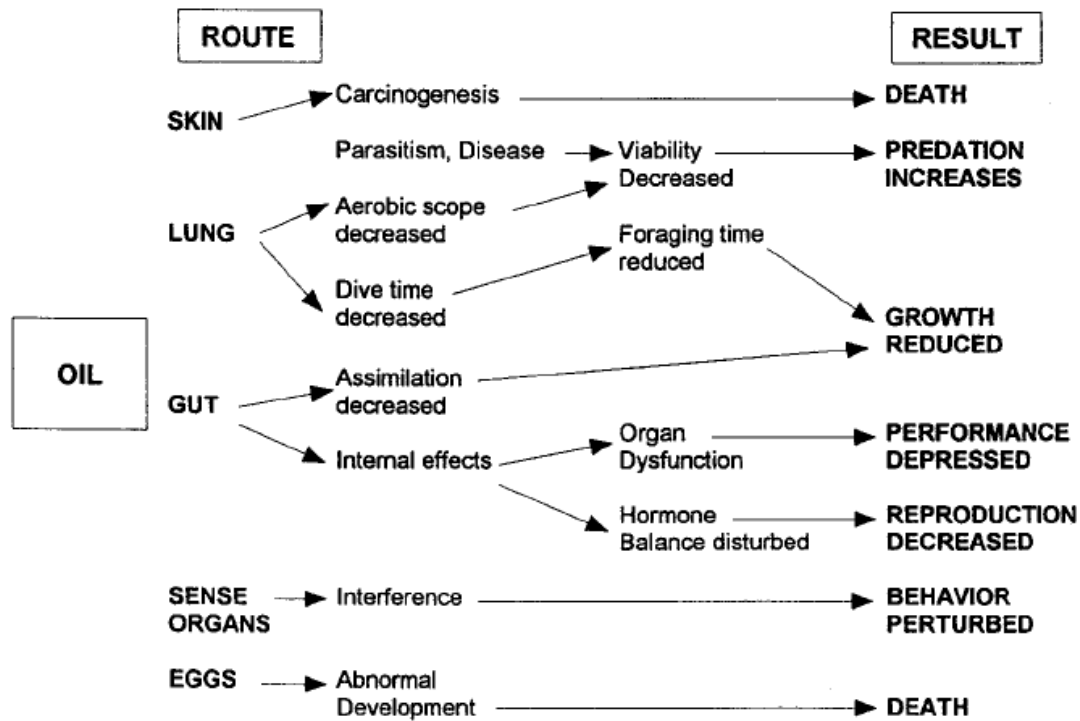 ROUTE
RESULT
SKIN
Carcinogenesis
DEATH
Parasitism, Disease
Viability
Decreased
PREDATION
INCREASES
LUNG
Aerobic scope
decreased
Foraging time
reduced
Dive time
decreased
GROWTH
REDUCED
OIL
GUT
Assimilation
decreased
Internal effects
Organ
Dysfunction
PERFORMANCE
DEPRESSED
Hormone
Balance disturbed
REPRODUCTION
DECREASED
SENSE
ORGANS
Interference
BEHAVIOR
PERTURBED
EGGS
Abnormal
Development
DEATH